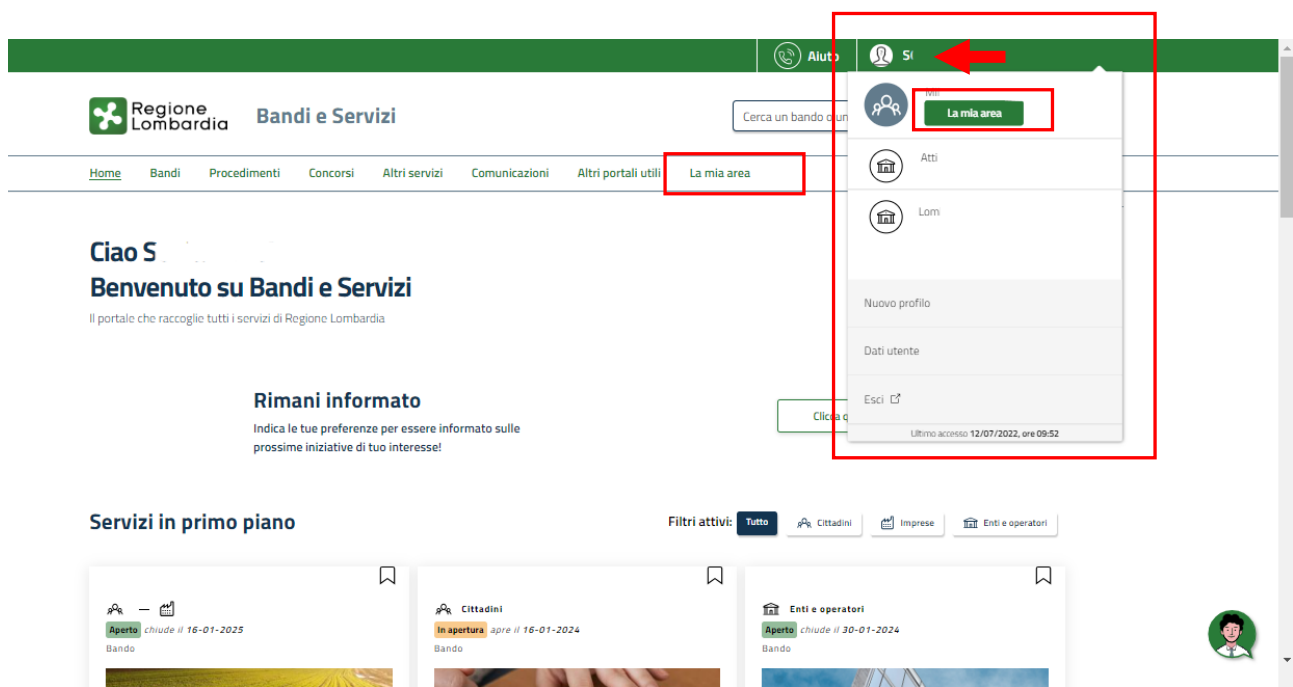 Aiuto
Regione
Lombardia
Bandi e Servizi
Cerca un bando o un
La mia area
Atti
Lom
Home Bandi Procedimenti Concorsi Altri servizi Comunicazioni Altri portali utili La mia area
Ciao S
Benvenuto su Bandi e Servizi
Il portale che raccoglie tutti i servizi di Regione Lombardia
Nuovo profilo
Dati utente
Esci
Ultimo accesso 12/07/2022, ore 09:52
Rimani informato
Indica le tue preferenze per essere informato sulle
prossime iniziative di tuo interesse!
Clicca q
Servizi in primo piano
Filtri attivi: Tutto Cittadini Imprese Enti e operatori
Aperto chiude il 16-01-2025
Bando
Cittadini
In apertura apre il 16-01-2024
Bando
Enti e operatori
Aperto chiude il 30-01-2024
Bando